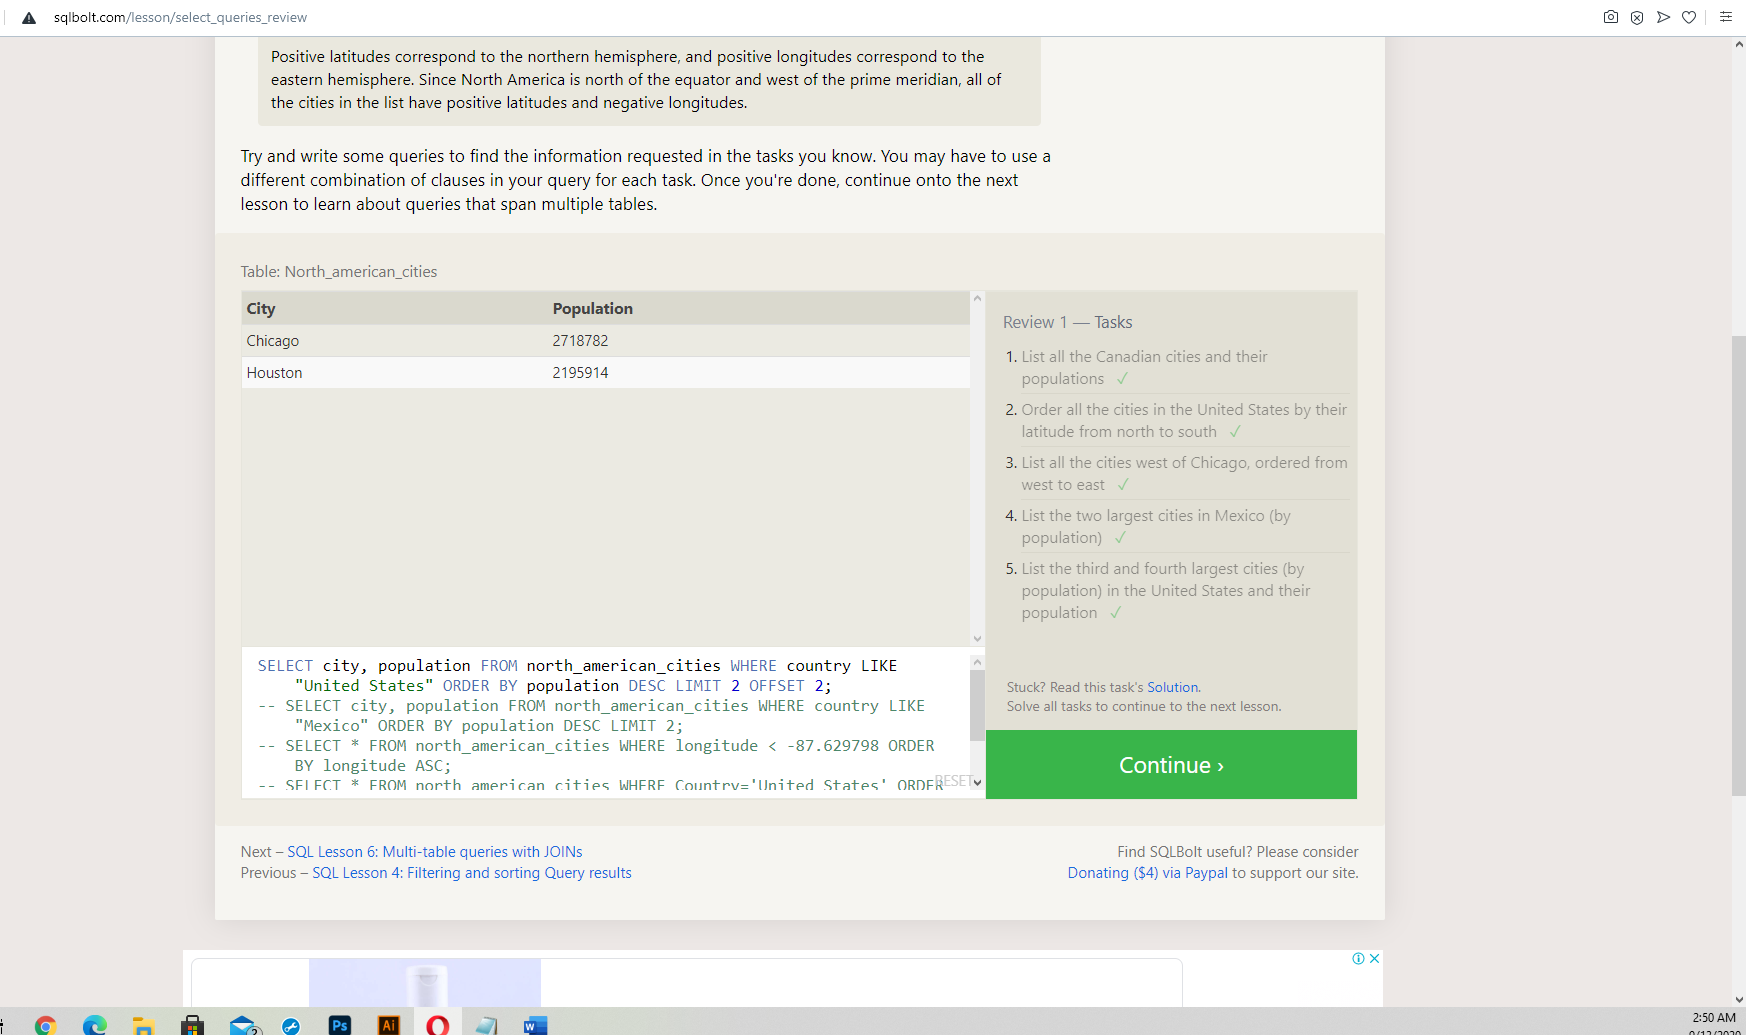 sqlbolt.com/lesson/select_queries_review
Positive latitudes correspond to the northern hemisphere, and positive longitudes correspond to the
eastern hemisphere. Since North America is north of the equator and west of the prime meridian, all of
the cities in the list have positive latitudes and negative longitudes.
Try and write some queries to find the information requested in the tasks you know. You may have to use a
different combination of clauses in your query for each task. Once you're done, continue onto the next
lesson to learn about queries that span multiple tables.
Table: North_american_cities
City Population
Chicago 2718782
Houston 2195914
Review 1 — Tasks
1. List all the Canadian cities and their
populations ✓
2. Order all the cities in the United States by their
latitude from north to south ✓
3. List all the cities west of Chicago, ordered from
west to east ✓
4. List the two largest cities in Mexico (by
population) ✓
5. List the third and fourth largest cities (by
population) in the United States and their
population ✓
SELECT city, population FROM north_american_cities WHERE country LIKE
"United States" ORDER BY population DESC LIMIT 2 OFFSET 2;
-- SELECT city, population FROM north_american_cities WHERE country LIKE
"Mexico" ORDER BY population DESC LIMIT 2;
-- SELECT * FROM north_american_cities WHERE longitude < -87.629798 ORDER
BY longitude ASC;
-- SELECT * FROM north_american_cities WHERE Country='United States' ORDER
RESET
Stuck? Read this task's Solution.
Solve all tasks to continue to the next lesson.
Continue ›
Next – SQL Lesson 6: Multi-table queries with JOINs
Previous – SQL Lesson 4: Filtering and sorting Query results
Find SQLBolt useful? Please consider
Donating ($4) via Paypal to support our site.
Ps
Ai
W
2:50 AM